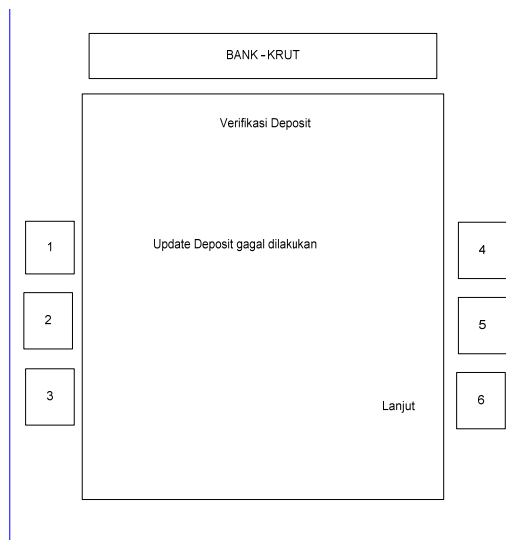 BANK - KRUT
Verifikasi Deposit
1
Update Deposit gagal dilakukan
4
2
5
3
Lanjut
6